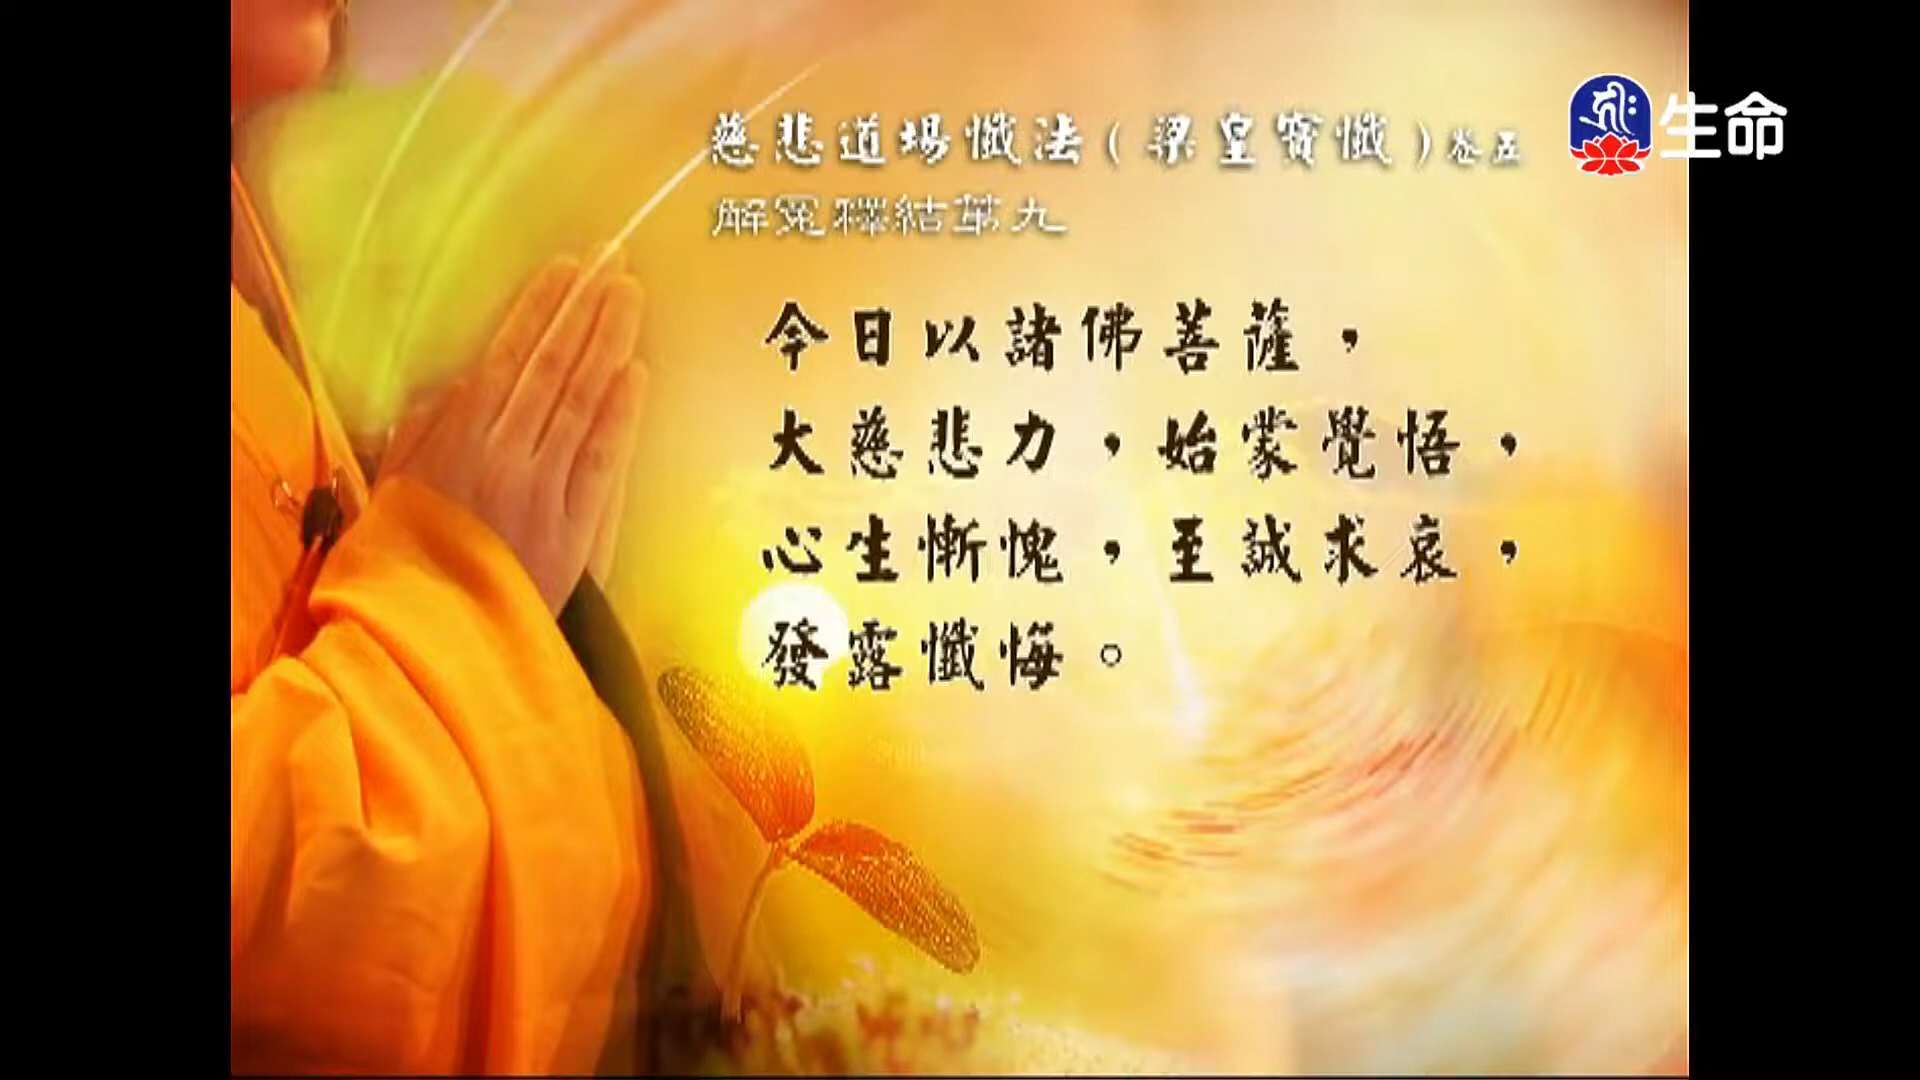 慈悲道場懺法(梁皇寶懺)卷五
生命
解冤釋結第九
今日以諸佛菩薩，
大慈悲力，始蒙覺悟，
心生慚愧，至誠求哀，
發露懺悔。